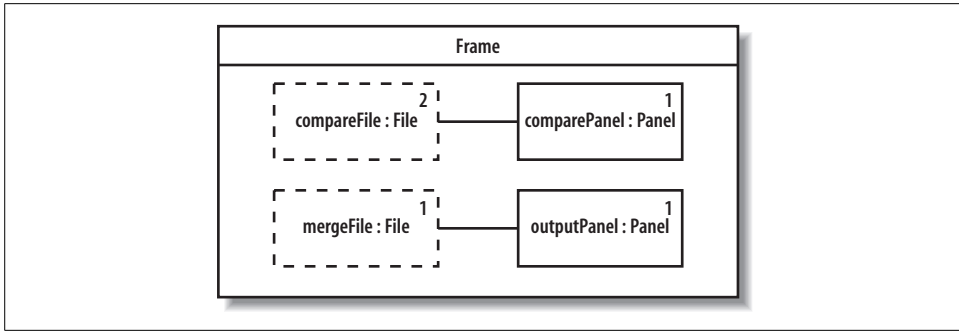 Frame
2
compareFile : File
1
comparePanel : Panel
1
mergeFile : File
1
outputPanel : Panel